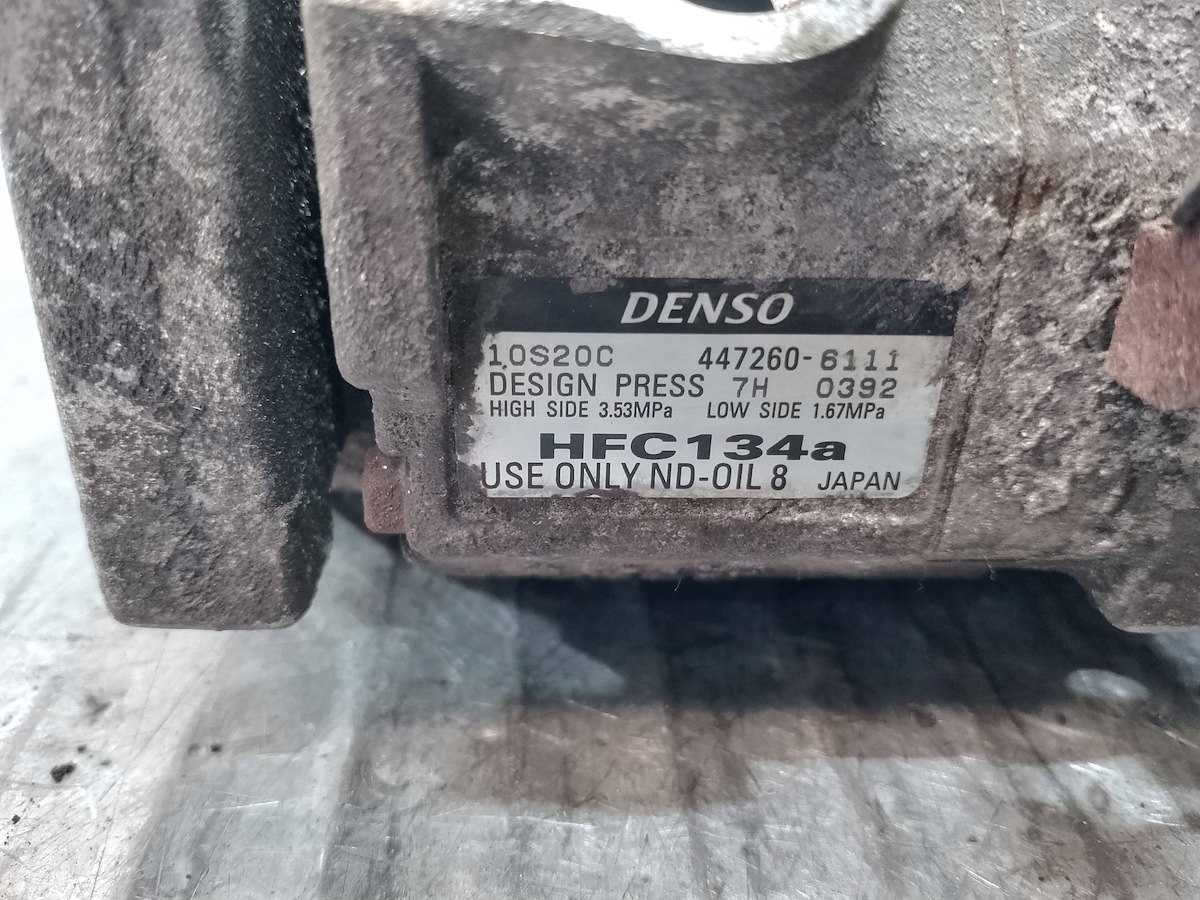 DENSO
10S20C 447260-6111
DESIGN PRESS 7H 0392
HIGH SIDE 3.53MPa LOW SIDE 1.67MPa
HFC134a
USE ONLY ND-OIL 8 JAPAN